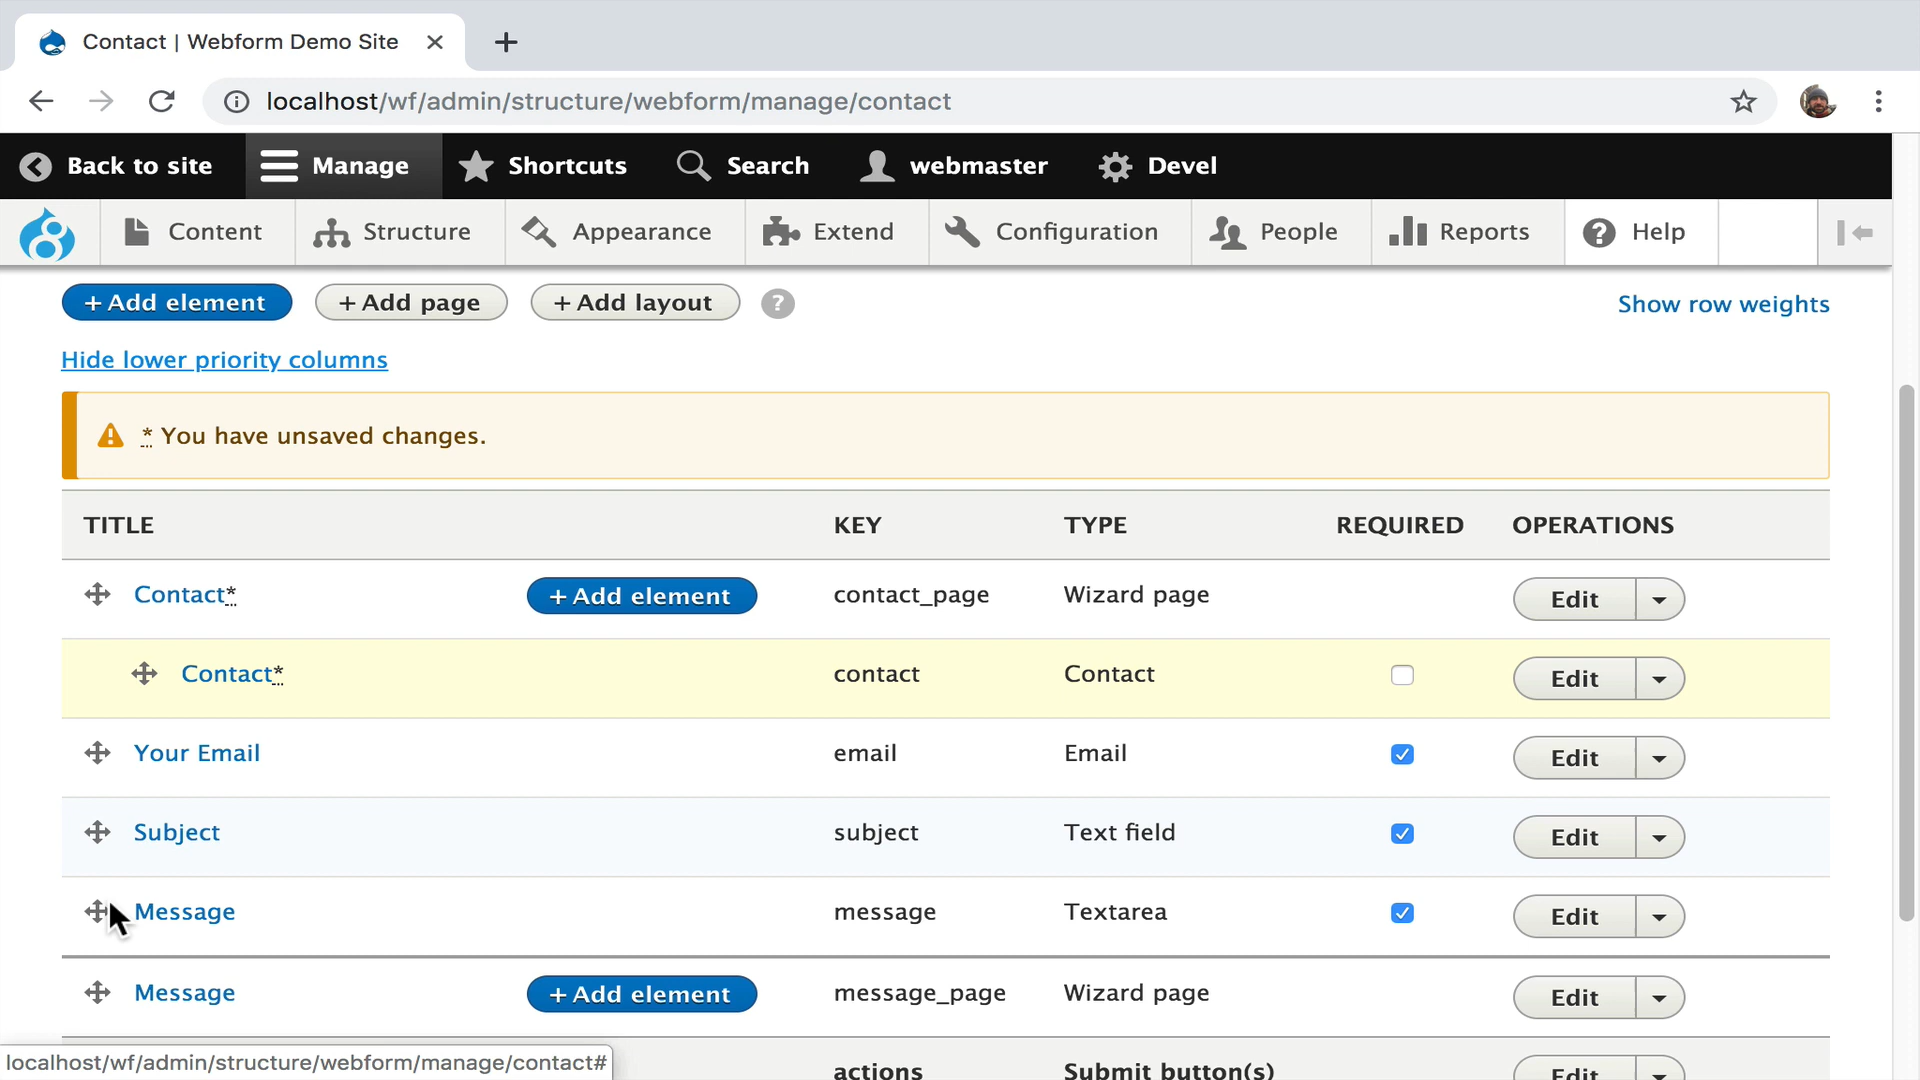 Contact | Webform Demo Site
localhost/wf/admin/structure/webform/manage/contact
Back to site Manage Shortcuts Search webmaster Devel
8 Content Structure Appearance Extend Configuration People Reports ? Help
+ Add element + Add page + Add layout ? Show row weights
Hide lower priority columns
* You have unsaved changes.
TITLE KEY TYPE REQUIRED OPERATIONS
Contact* + Add element contact_page Wizard page Edit
Contact* contact Contact Edit
Your Email email Email Edit
Subject subject Text field Edit
Message message Textarea Edit
Message + Add element message_page Wizard page Edit
localhost/wf/admin/structure/webform/manage/contact# actions Submit button(s) Edit